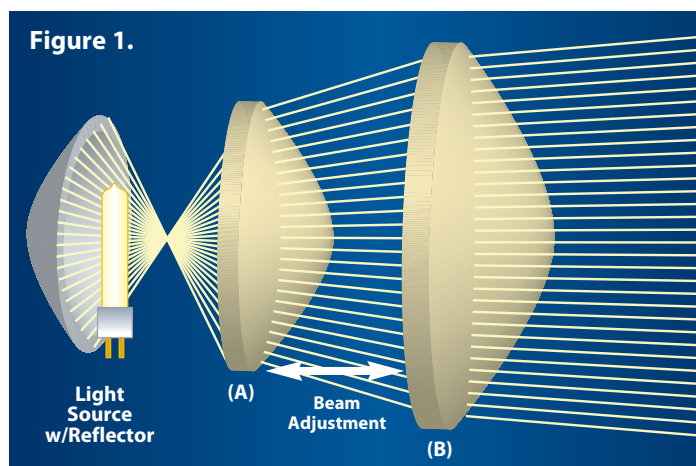 Figure 1.
Light
Source
w/Reflector
(A)
Beam
Adjustment
(B)